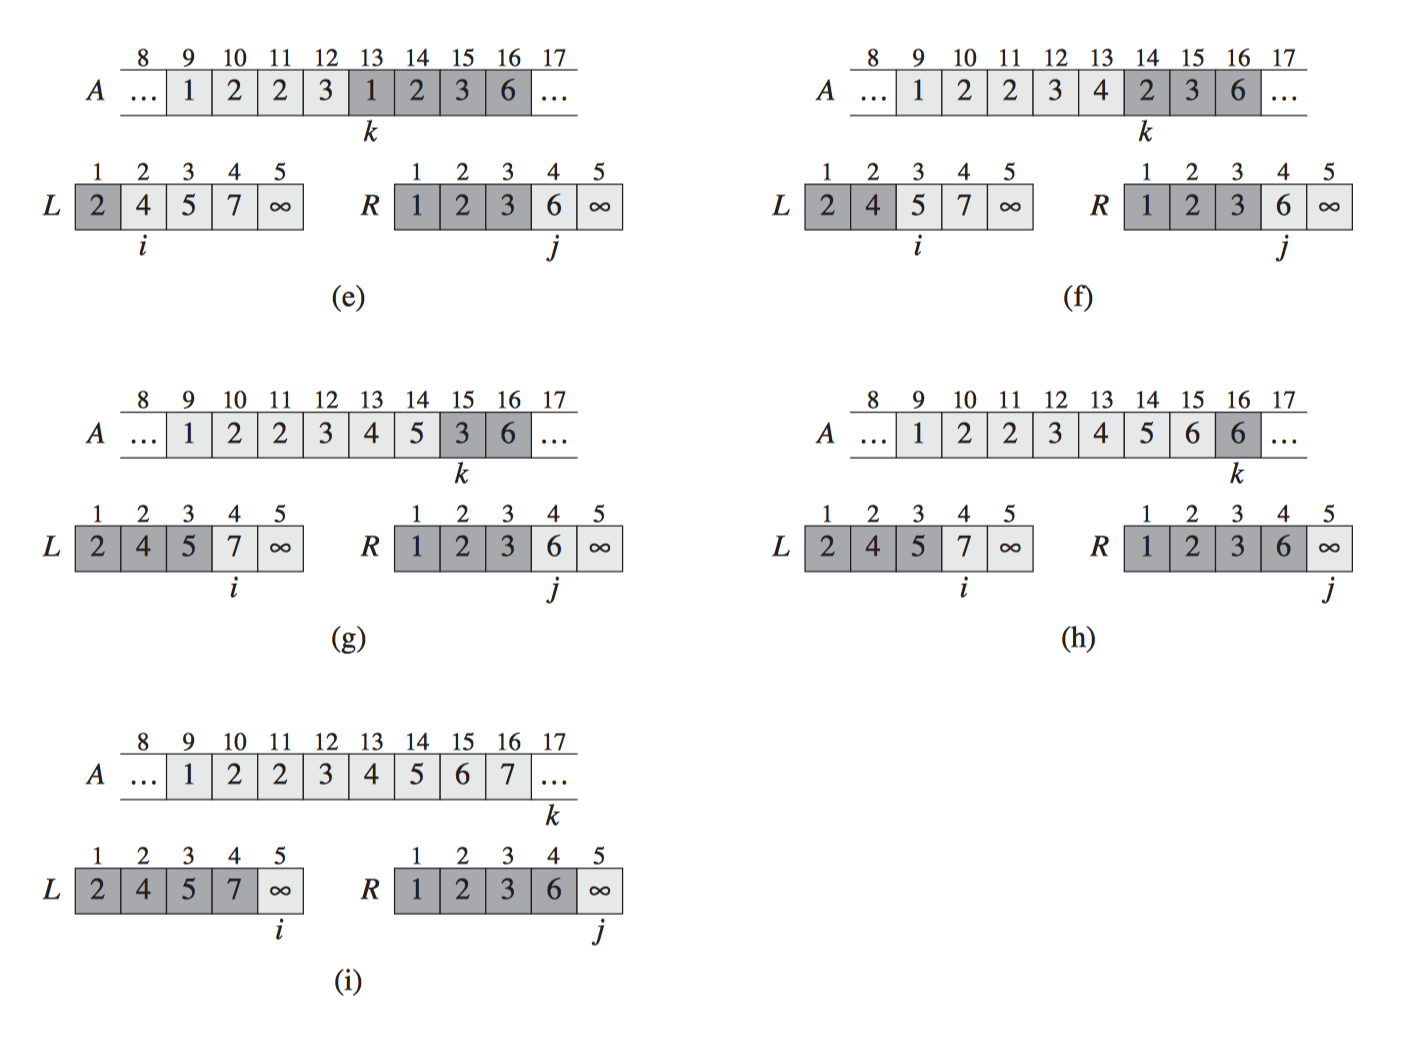 8 9 10 11 12 13 14 15 16 17
A ... 1 2 2 3 1 2 3 6 ...
k
1 2 3 4 5
L 2 4 5 7 ∞
i
1 2 3 4 5
R 1 2 3 6 ∞
j
(e)
8 9 10 11 12 13 14 15 16 17
A ... 1 2 2 3 4 2 3 6 ...
k
1 2 3 4 5
L 2 4 5 7 ∞
i
1 2 3 4 5
R 1 2 3 6 ∞
j
(f)
8 9 10 11 12 13 14 15 16 17
A ... 1 2 2 3 4 5 3 6 ...
k
1 2 3 4 5
L 2 4 5 7 ∞
i
1 2 3 4 5
R 1 2 3 6 ∞
j
(g)
8 9 10 11 12 13 14 15 16 17
A ... 1 2 2 3 4 5 6 6 ...
k
1 2 3 4 5
L 2 4 5 7 ∞
i
1 2 3 4 5
R 1 2 3 6 ∞
j
(h)
8 9 10 11 12 13 14 15 16 17
A ... 1 2 2 3 4 5 6 7 ...
k
1 2 3 4 5
L 2 4 5 7 ∞
i
1 2 3 4 5
R 1 2 3 6 ∞
j
(i)